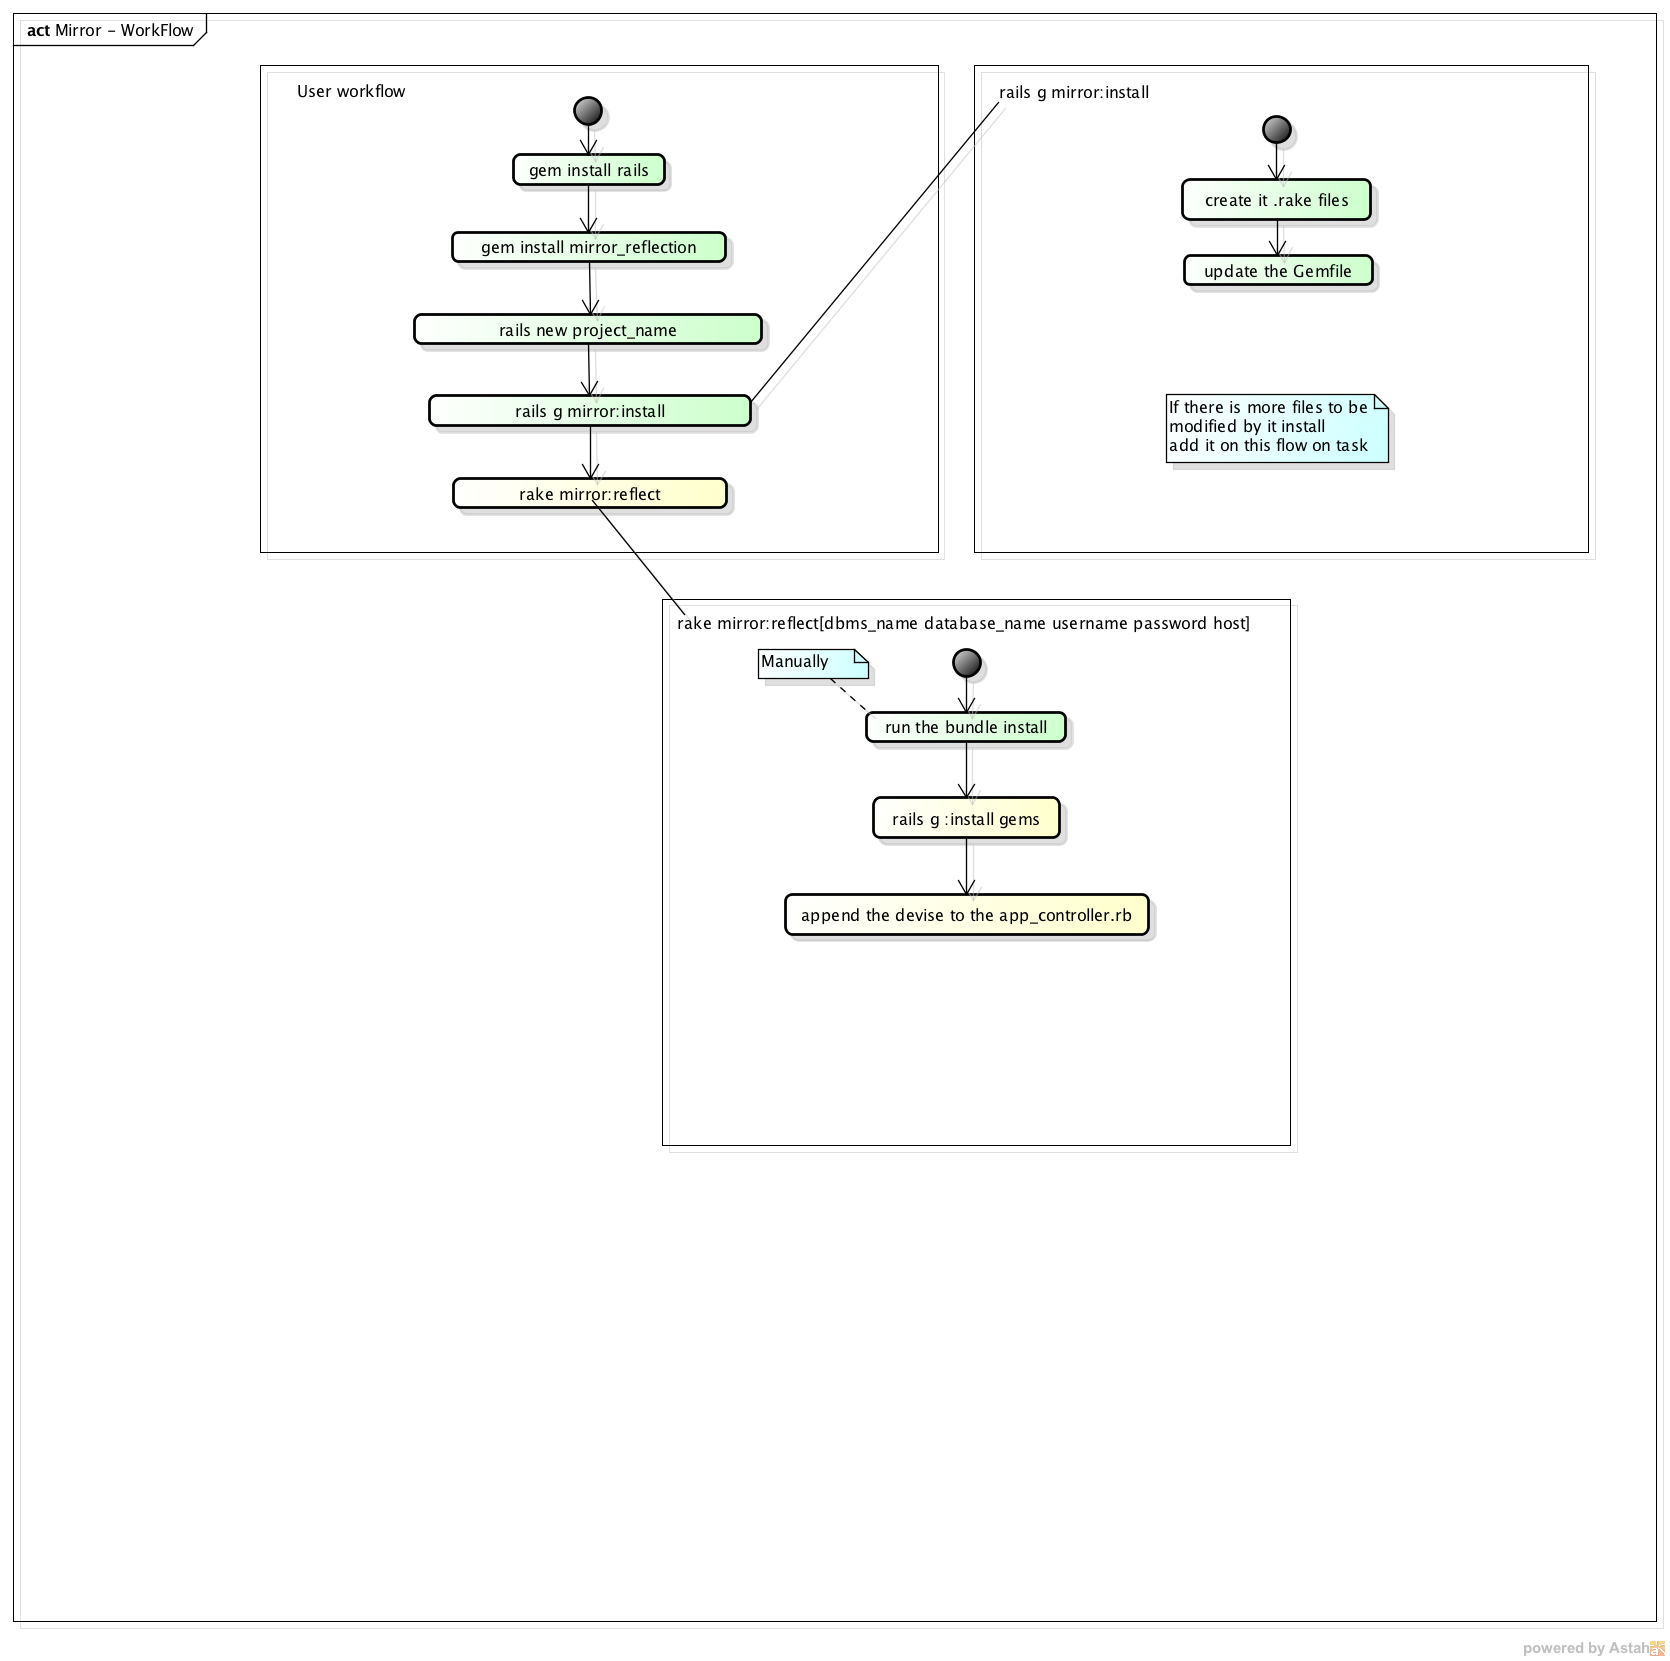 act Mirror - WorkFlow
User workflow
gem install rails
gem install mirror_reflection
rails new project_name
rails g mirror:install
rake mirror:reflect
rails g mirror:install
create it .rake files
update the Gemfile
If there is more files to be
modified by it install
add it on this flow on task
rake mirror:reflect[dbms_name database_name username password host]
Manually
run the bundle install
rails g :install gems
append the devise to the app_controller.rb
powered by Astah